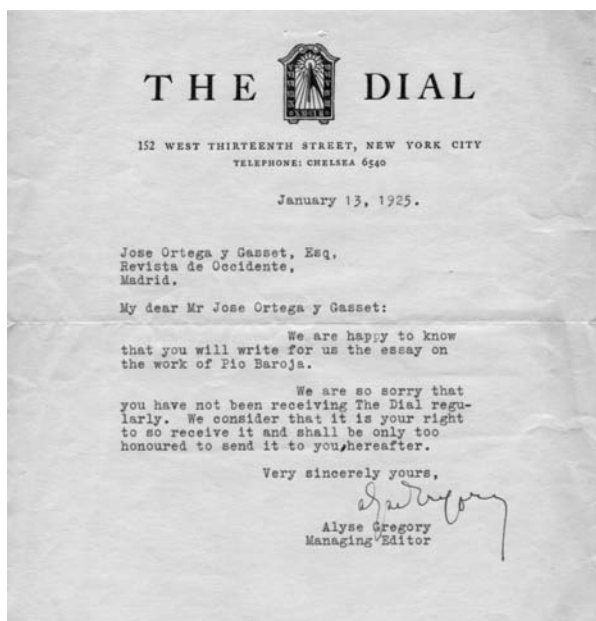 THE DIAL
152 WEST THIRTEENTH STREET, NEW YORK CITY
TELEPHONE: CHELSEA 6540
January 13, 1925.
Jose Ortega y Gasset, Esq,
Revista de Occidente,
Madrid.
My dear Mr Jose Ortega y Gasset:
We are happy to know
that you will write for us the essay on
the work of Pio Baroja.
We are so sorry that
you have not been receiving The Dial regu-
larly. We consider that it is your right
to so receive it and shall be only too
honoured to send it to you, hereafter.
Very sincerely yours,
Alyse Gregory
Alyse Gregory
Managing Editor